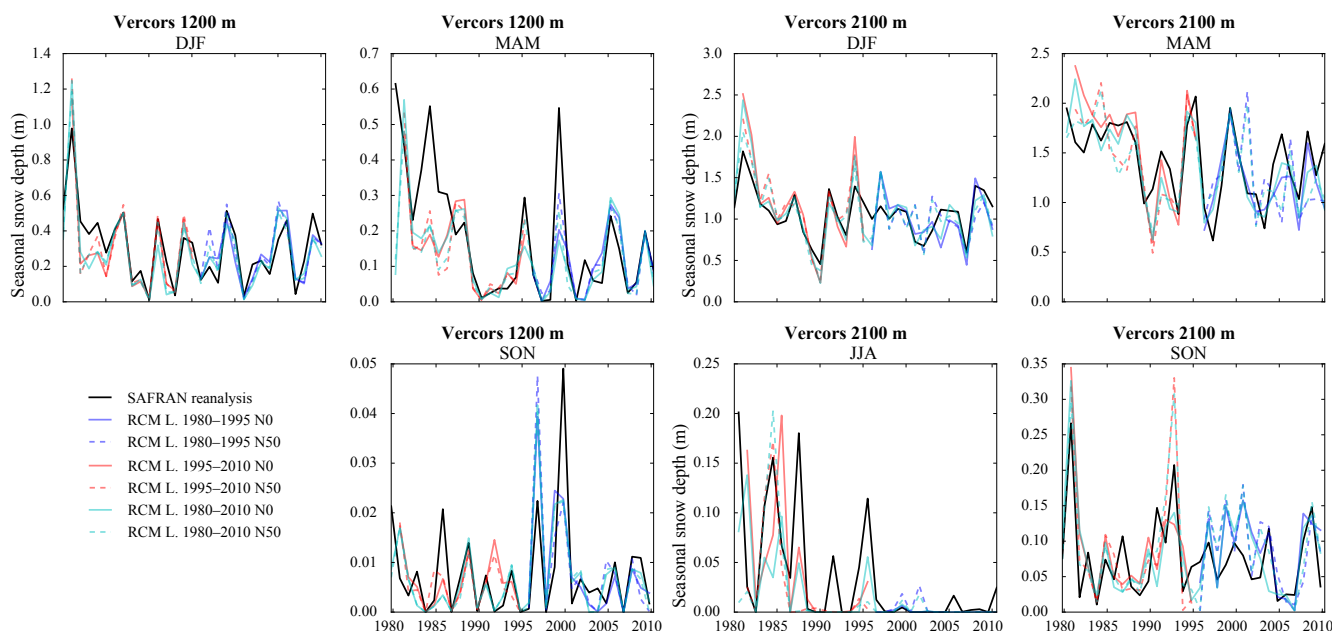 Vercors 1200 m
DJF
Seasonal snow depth (m)
1.4
1.2
1.0
0.8
0.6
0.4
0.2
0.0
Vercors 1200 m
MAM
0.7
0.6
0.5
0.4
0.3
0.2
0.1
0.0
Vercors 2100 m
DJF
Seasonal snow depth (m)
3.0
2.5
2.0
1.5
1.0
0.5
0.0
Vercors 2100 m
MAM
2.5
2.0
1.5
1.0
0.5
0.0
SAFRAN reanalysis
RCM L. 1980–1995 N0
RCM L. 1980–1995 N50
RCM L. 1995–2010 N0
RCM L. 1995–2010 N50
RCM L. 1980–2010 N0
RCM L. 1980–2010 N50
Vercors 1200 m
SON
0.05
0.04
0.03
0.02
0.01
0.00
1980 1985 1990 1995 2000 2005 2010
Vercors 2100 m
JJA
Seasonal snow depth (m)
0.25
0.20
0.15
0.10
0.05
0.00
1980 1985 1990 1995 2000 2005 2010
Vercors 2100 m
SON
0.35
0.30
0.25
0.20
0.15
0.10
0.05
0.00
1980 1985 1990 1995 2000 2005 2010